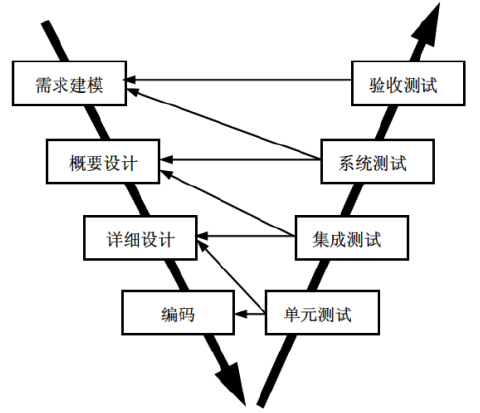 需求建模
验收测试
概要设计
系统测试
详细设计
集成测试
编码
单元测试